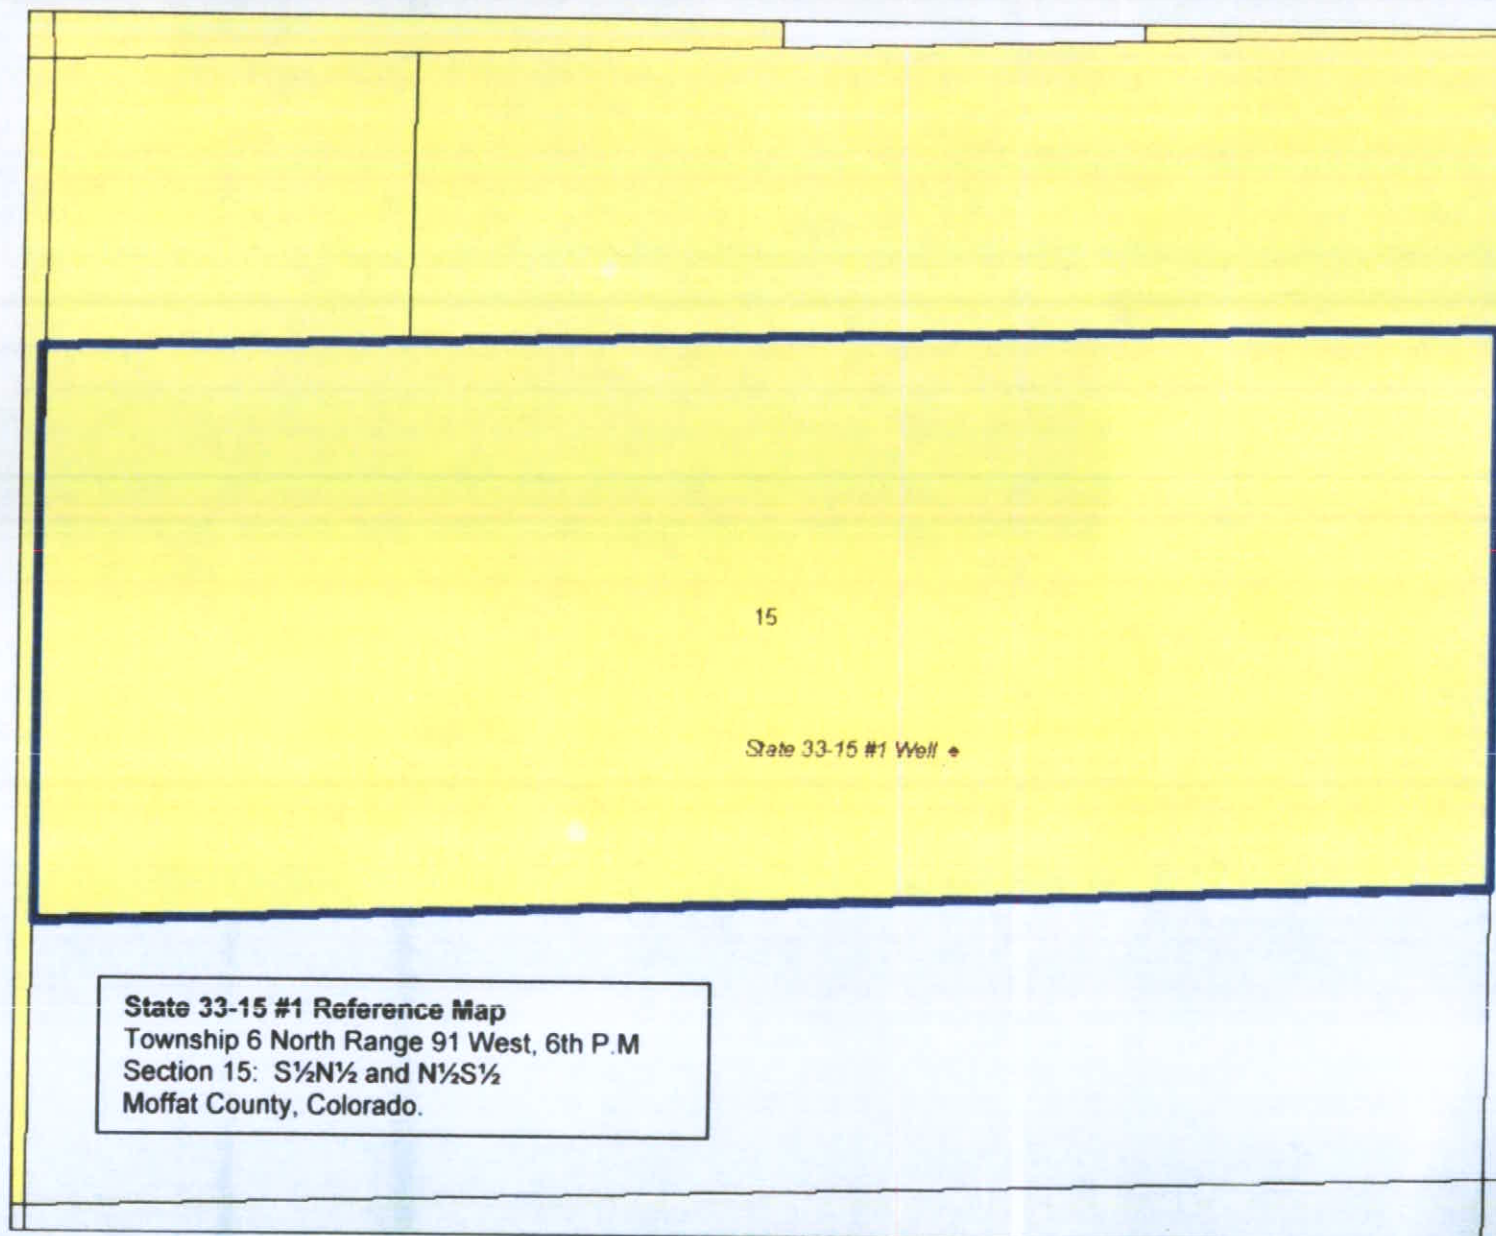 15
State 33-15 #1 Well
State 33-15 #1 Reference Map
Township 6 North Range 91 West, 6th P.M
Section 15: S½N½ and N½S½
Moffat County, Colorado.